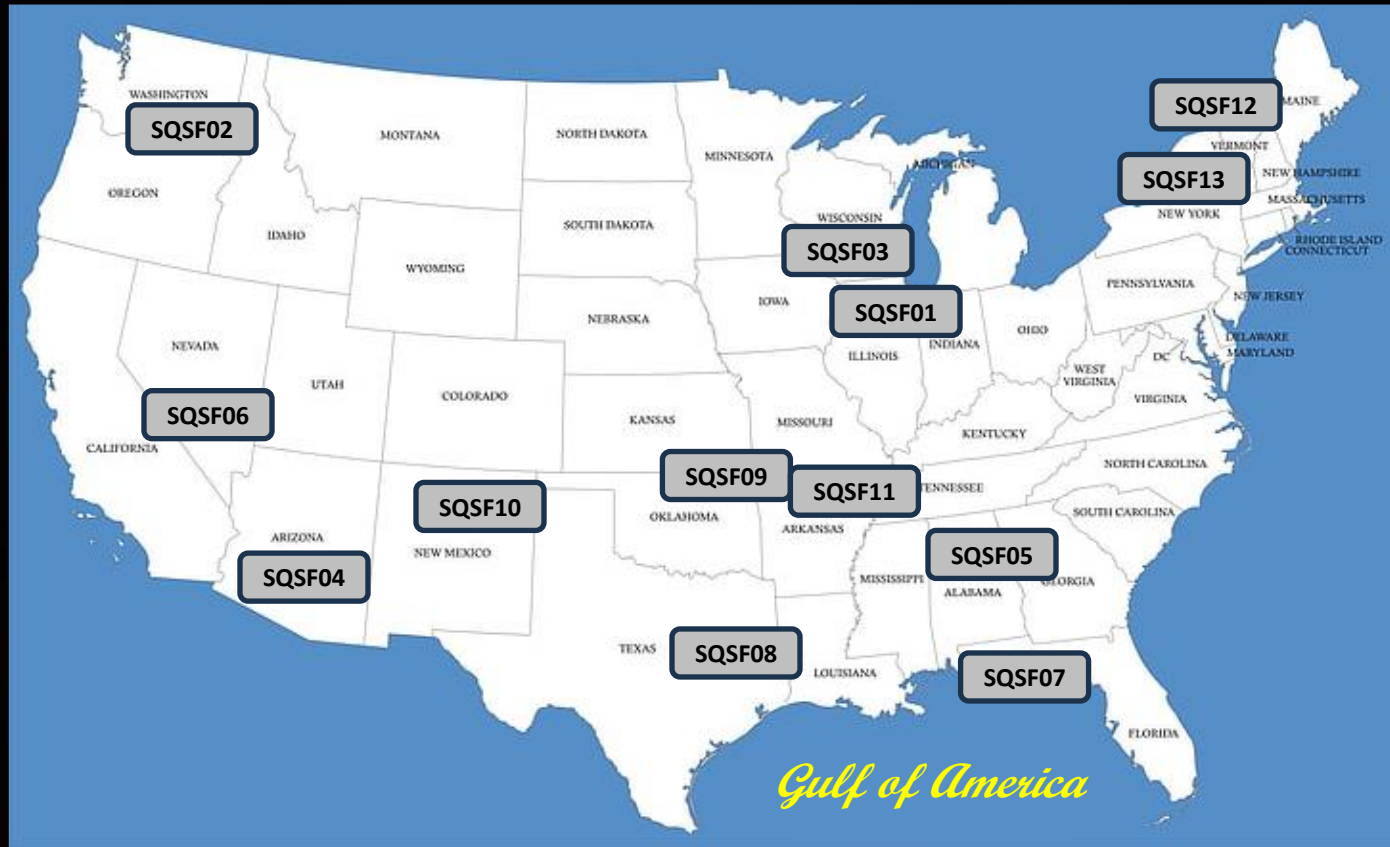 WASHINGTON
SQSF02
MONTANA
NORTH DAKOTA
MINNESOTA
SQSF12
MAINE
VERMONT
MICHIGAN
OREGON
SQSF13
NEW HAMPSHIRE
IDAHO
SOUTH DAKOTA
WISCONSIN
MASSACHUSETTS
NEW YORK
WYOMING
SQSF03
RHODE ISLAND
CONNECTICUT
IOWA
SQSF01
PENNSYLVANIA
NEW JERSEY
NEVADA
NEBRASKA
OHIO
DELAWARE
MARYLAND
ILLINOIS
INDIANA
DC
UTAH
COLORADO
WEST
VIRGINIA
VIRGINIA
SQSF06
KANSAS
MISSOURI
KENTUCKY
CALIFORNIA
NORTH CAROLINA
SQSF09
SQSF11
TENNESSEE
SQSF10
OKLAHOMA
ARKANSAS
SOUTH CAROLINA
ARIZONA
NEW MEXICO
SQSF05
SQSF04
MISSISSIPPI
ALABAMA
GEORGIA
TEXAS
SQSF08
LOUISIANA
SQSF07
FLORIDA
Gulf of America